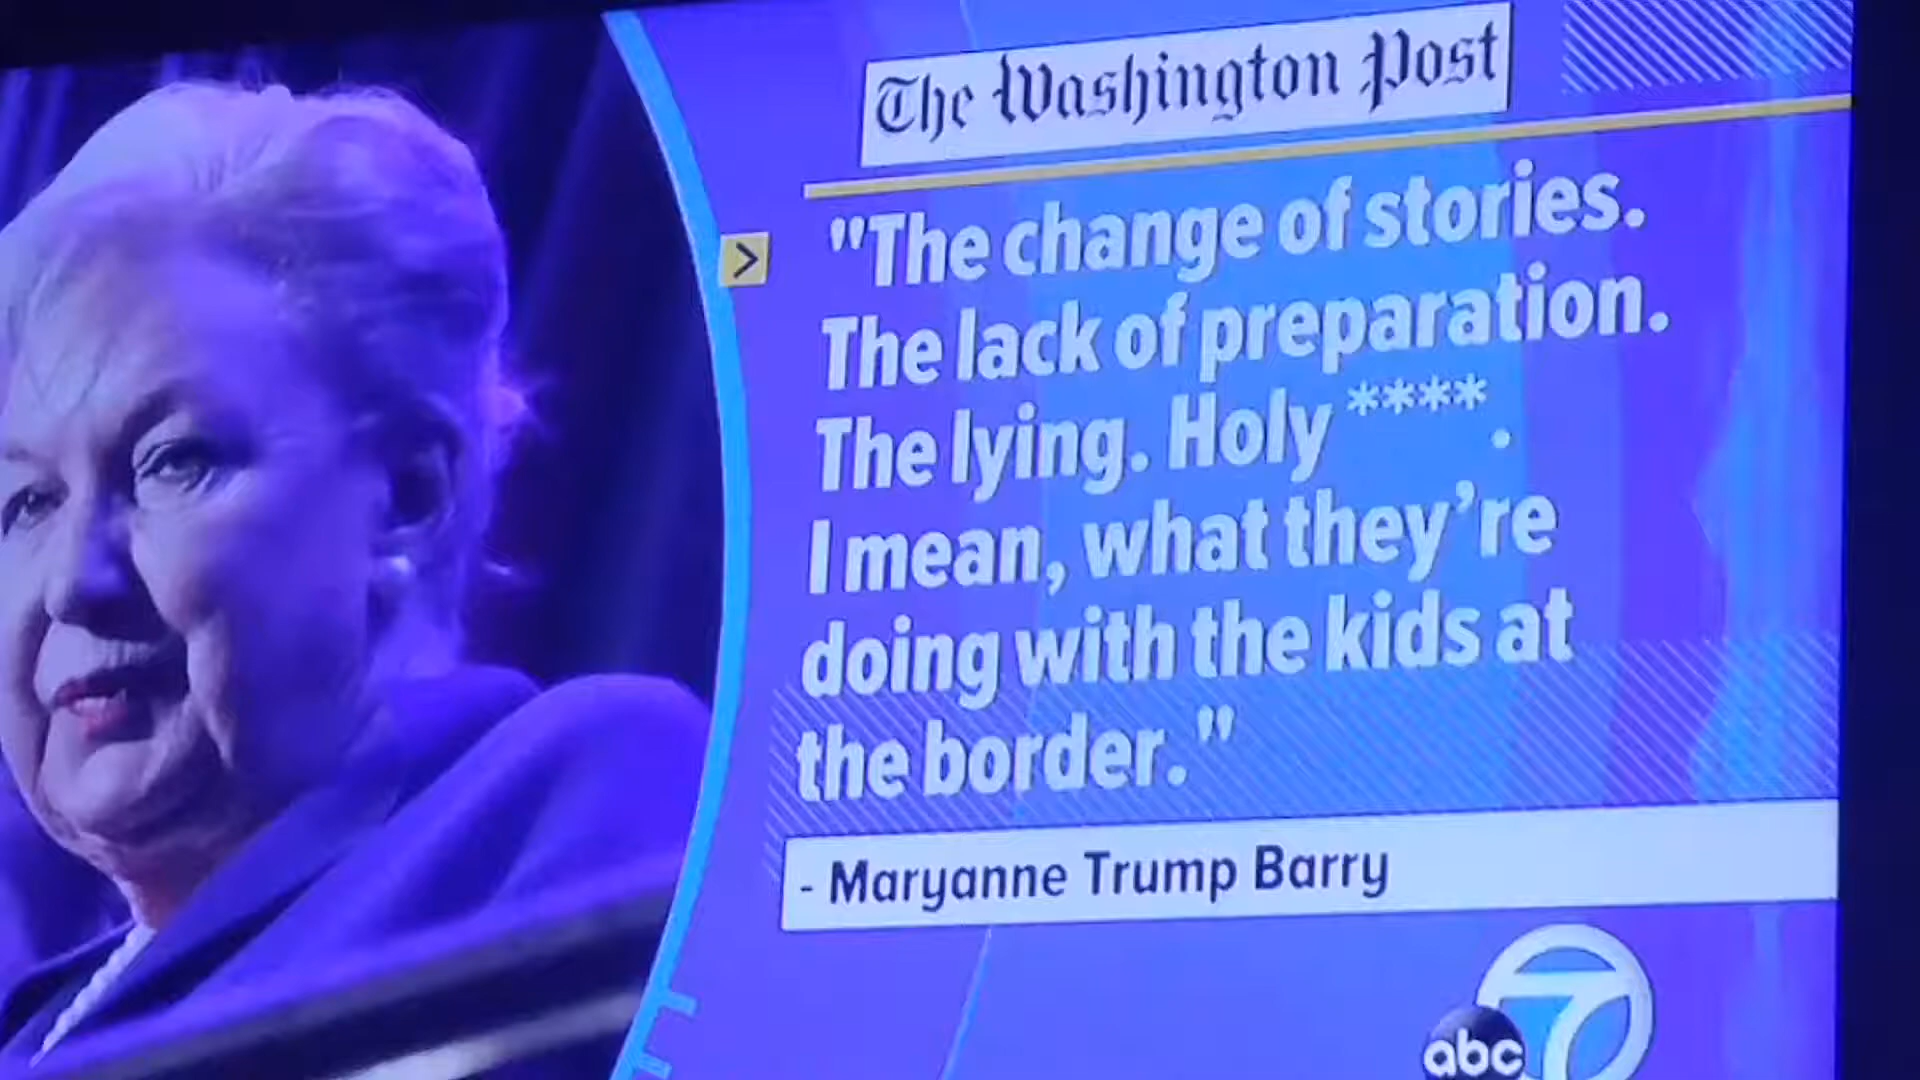 The Washington Post
"The change of stories.
The lack of preparation.
The lying. Holy ****.
I mean, what they're
doing with the kids at
the border."
- Maryanne Trump Barry
7
abc